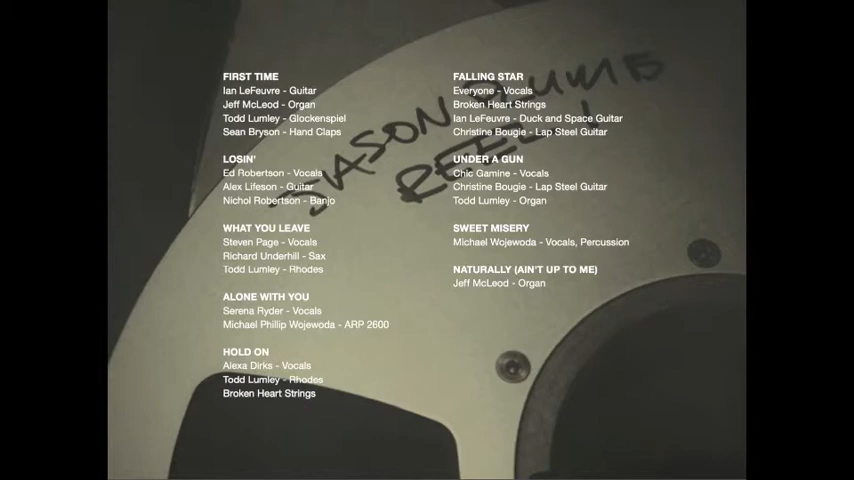 FIRST TIME
Ian LeFeuvre - Guitar
Jeff McLeod - Organ
Todd Lumley - Glockenspiel
Sean Bryson - Hand Claps
LOSIN'
Ed Robertson - Vocals
Alex Lifeson - Guitar
Nichol Robertson - Banjo
WHAT YOU LEAVE
Steven Page - Vocals
Richard Underhill - Sax
Todd Lumley - Rhodes
ALONE WITH YOU
Serena Ryder - Vocals
Michael Phillip Wojewoda - ARP 2600
HOLD ON
Alexa Dirks - Vocals
Todd Lumley - Rhodes
Broken Heart Strings
FALLING STAR
Everyone - Vocals
Broken Heart Strings
Ian LeFeuvre - Duck and Space Guitar
Christine Bougie - Lap Steel Guitar
UNDER A GUN
Chic Gamine - Vocals
Christine Bougie - Lap Steel Guitar
Todd Lumley - Organ
SWEET MISERY
Michael Wojewoda - Vocals, Percussion
NATURALLY (AIN'T UP TO ME)
Jeff McLeod - Organ
JASON
REEL